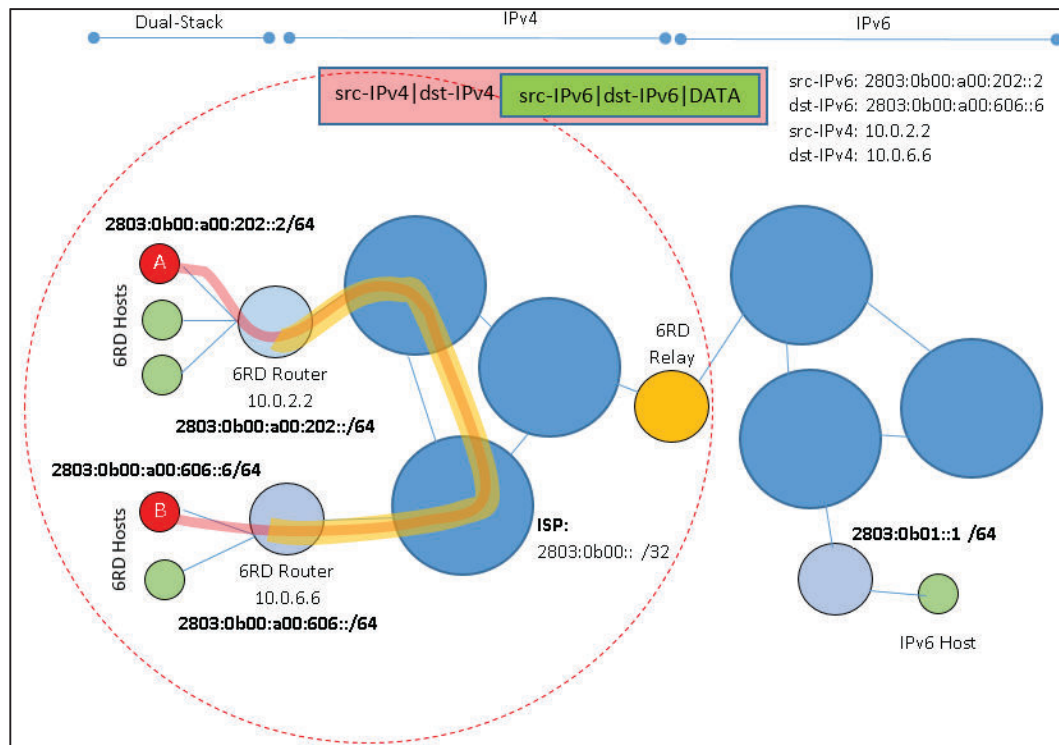 Dual-Stack
IPv4
IPv6
src-IPv4|dst-IPv4
src-IPv6|dst-IPv6|DATA
src-IPv6: 2803:0b00:a00:202::2
dst-IPv6: 2803:0b00:a00:606::6
src-IPv4: 10.0.2.2
dst-IPv4: 10.0.6.6
2803:0b00:a00:202::2/64
A
6RD Hosts
6RD Router
10.0.2.2
2803:0b00:a00:202::/64
6RD
Relay
2803:0b00:a00:606::6/64
B
6RD Hosts
6RD Router
10.0.6.6
2803:0b00:a00:606::/64
ISP:
2803:0b00:: /32
2803:0b01::1 /64
IPv6 Host